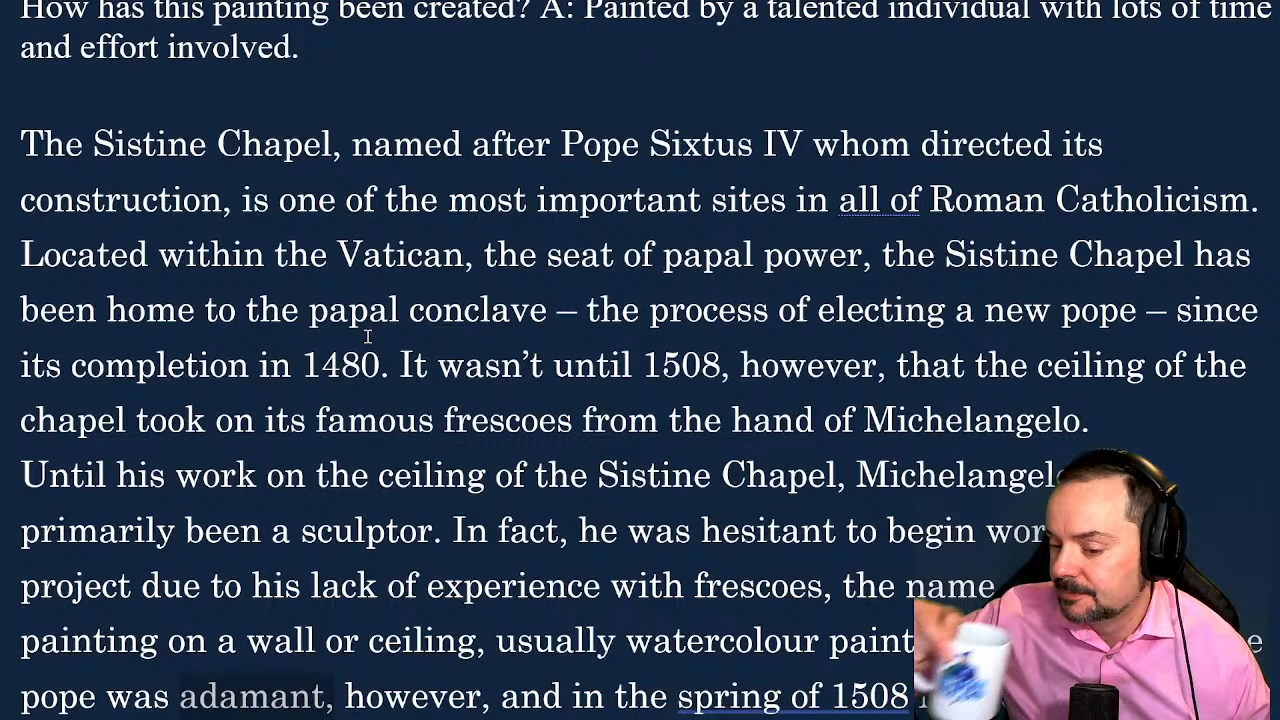 How has this painting been created? A: Painted by a talented individual with lots of time
and effort involved.
The Sistine Chapel, named after Pope Sixtus IV whom directed its
construction, is one of the most important sites in all of Roman Catholicism.
Located within the Vatican, the seat of papal power, the Sistine Chapel has
been home to the papal conclave – the process of electing a new pope – since
its completion in 1480. It wasn’t until 1508, however, that the ceiling of the
chapel took on its famous frescoes from the hand of Michelangelo.
Until his work on the ceiling of the Sistine Chapel,
primarily been a sculptor. In fact, he was hesitant to begin
project due to his lack of experience with frescoes, the name
painting on a wall or ceiling, usually watercolour
pope was adamant, however, and in the spring of 1508